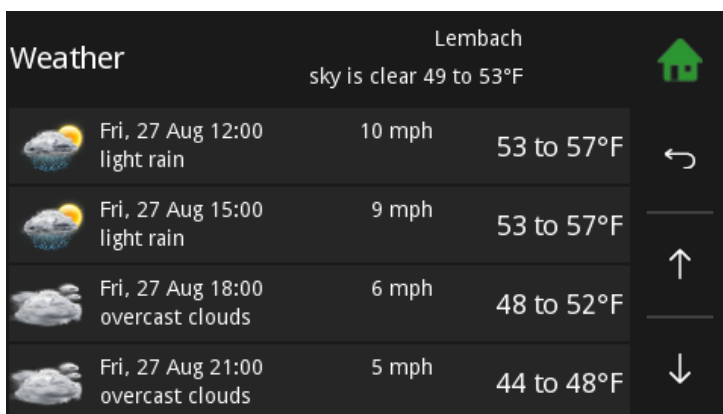 Weather
Lembach
sky is clear 49 to 53°F
Fri, 27 Aug 12:00 10 mph
light rain
53 to 57°F
Fri, 27 Aug 15:00 9 mph
light rain
53 to 57°F
Fri, 27 Aug 18:00 6 mph
overcast clouds
48 to 52°F
Fri, 27 Aug 21:00 5 mph
overcast clouds
44 to 48°F